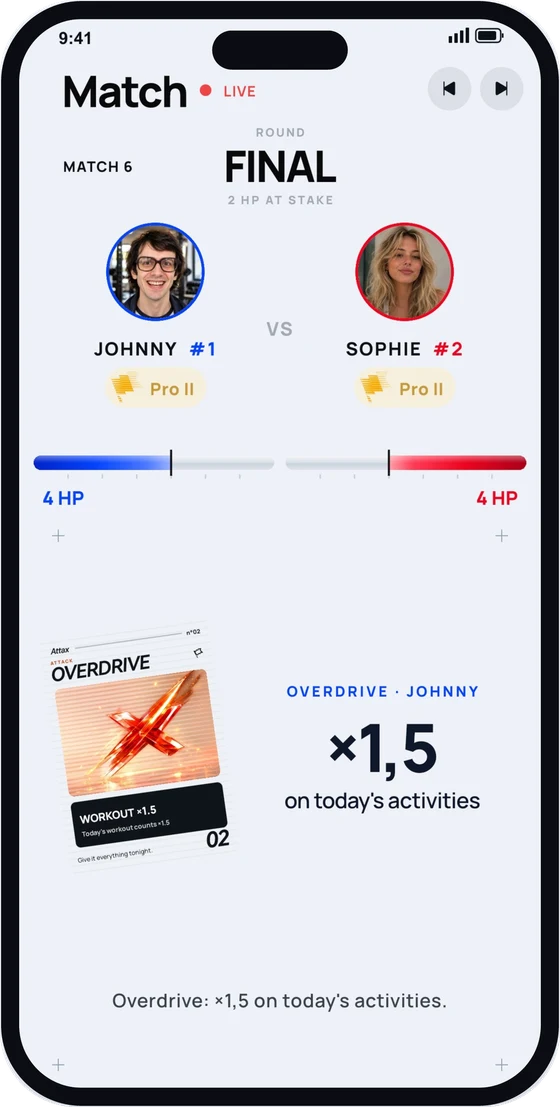 9:41
Match
LIVE
ROUND
MATCH 6
FINAL
2 HP AT STAKE
VS
JOHNNY #1
SOPHIE #2
Pro II
Pro II
4 HP
4 HP
Attax
n°02
ATTACK
OVERDRIVE
WORKOUT ×1.5
Today's workout counts ×1.5
Give it everything tonight.
02
OVERDRIVE · JOHNNY
×1,5
on today's activities
Overdrive: ×1,5 on today's activities.